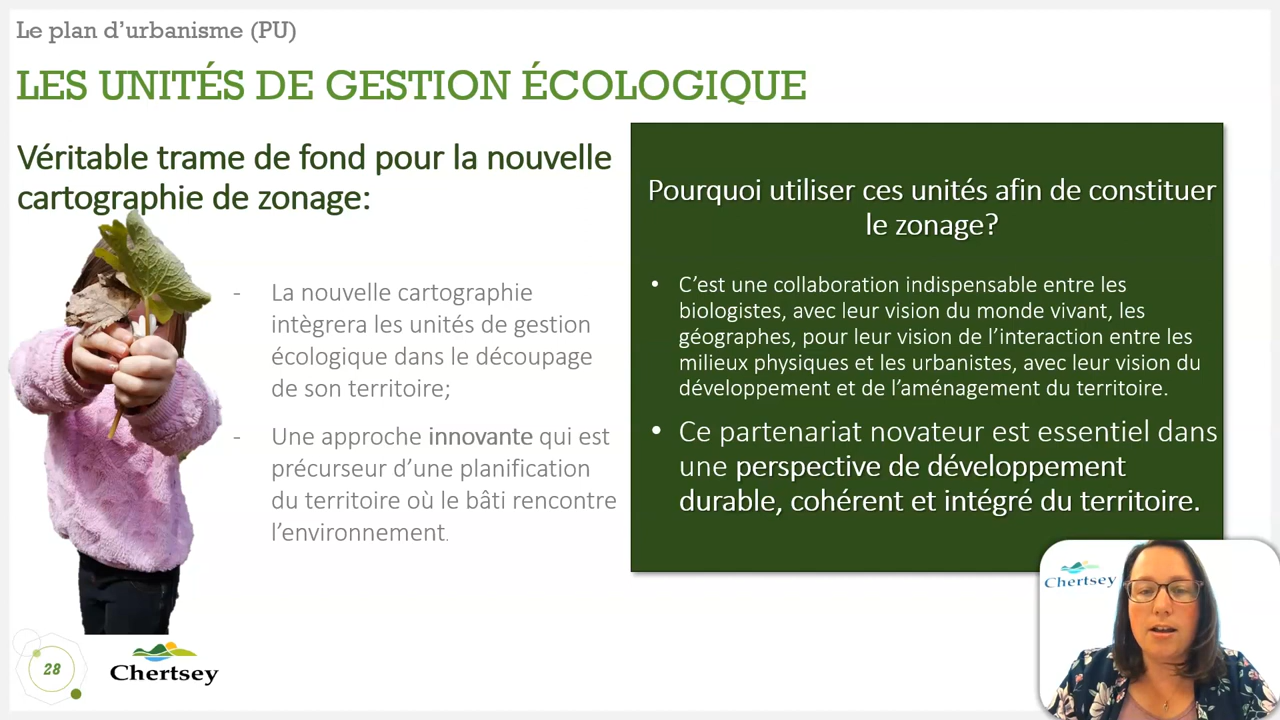 Le plan d’urbanisme (PU)
LES UNITÉS DE GESTION ÉCOLOGIQUE
Véritable trame de fond pour la nouvelle
cartographie de zonage:
- La nouvelle cartographie
intègrera les unités de gestion
écologique dans le découpage
de son territoire;
- Une approche innovante qui est
précurseur d’une planification
du territoire où le bâti rencontre
l’environnement.
Pourquoi utiliser ces unités afin de constituer
le zonage?
• C’est une collaboration indispensable entre les
biologistes, avec leur vision du monde vivant, les
géographes, pour leur vision de l’interaction entre les
milieux physiques et les urbanistes, avec leur vision du
développement et de l’aménagement du territoire.
• Ce partenariat novateur est essentiel dans
une perspective de développement
durable, cohérent et intégré du territoire.
28
Chertsey
Chertsey